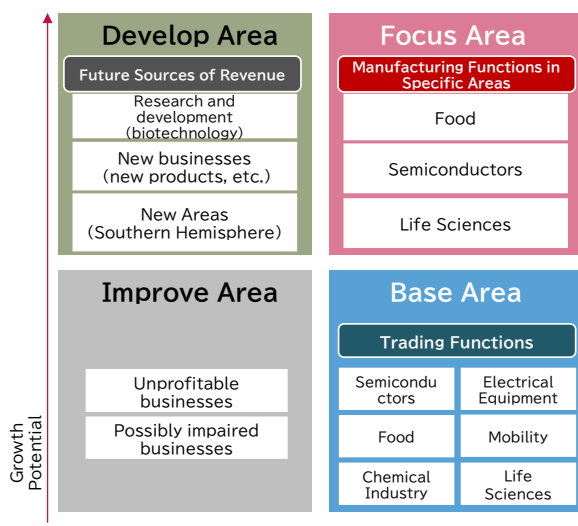 Develop Area
Future Sources of Revenue
Research and
development
(biotechnology)
New businesses
(new products, etc.)
New Areas
(Southern Hemisphere)
Focus Area
Manufacturing Functions in
Specific Areas
Food
Semiconductors
Life Sciences
Improve Area
Unprofitable
businesses
Possibly impaired
businesses
Base Area
Trading Functions
Semicondu
ctors
Electrical
Equipment
Food
Mobility
Chemical
Industry
Life
Sciences
Growth
Potential